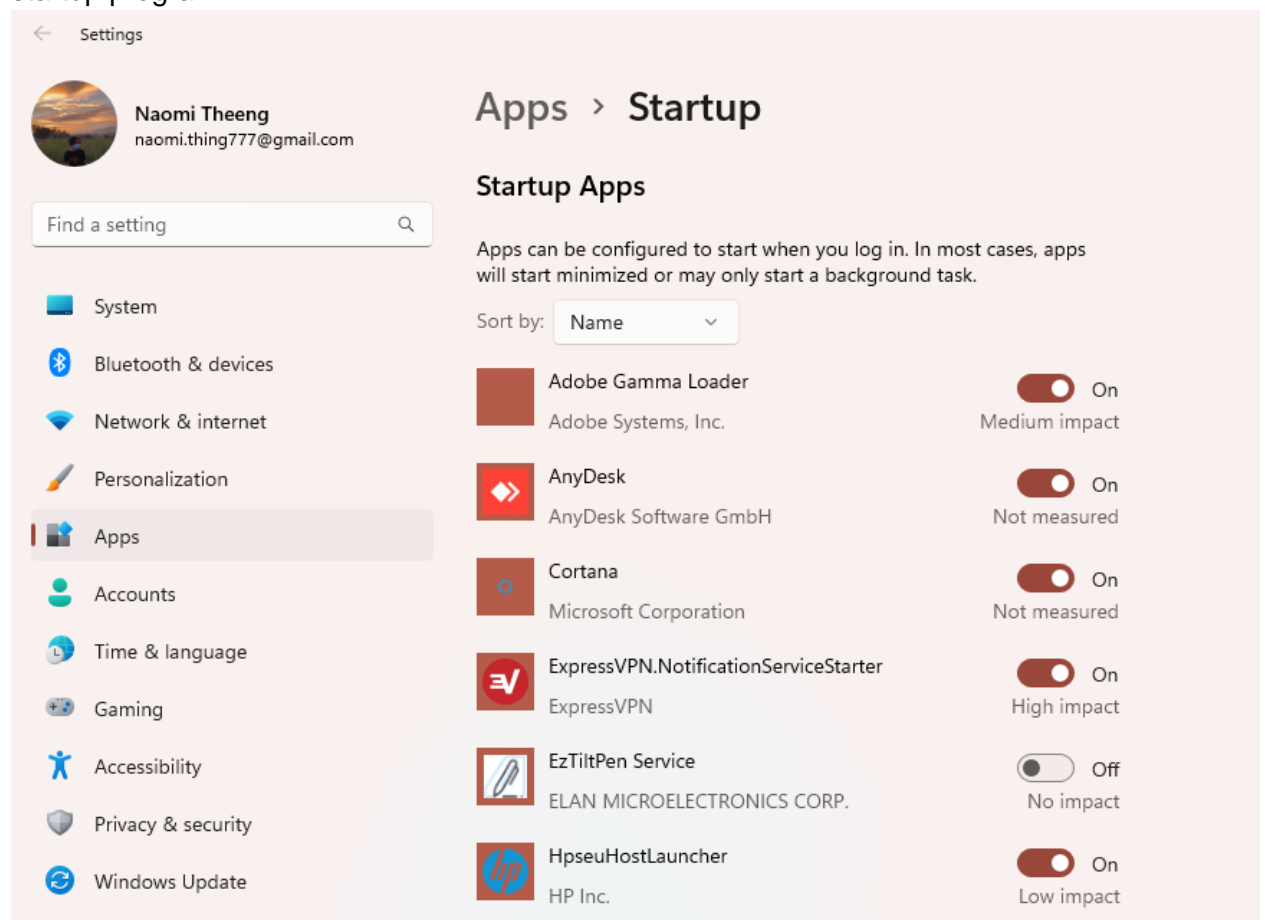 Settings
Naomi Theeng
naomi.thing777@gmail.com
Find a setting
System
Bluetooth & devices
Network & internet
Personalization
Apps
Accounts
Time & language
Gaming
Accessibility
Privacy & security
Windows Update
Apps > Startup
Startup Apps
Apps can be configured to start when you log in. In most cases, apps
will start minimized or may only start a background task.
Sort by: Name
Adobe Gamma Loader
On
Adobe Systems, Inc.
Medium impact
AnyDesk
On
AnyDesk Software GmbH
Not measured
Cortana
On
Microsoft Corporation
Not measured
ExpressVPN.NotificationServiceStarter
On
ExpressVPN
High impact
EzTiltPen Service
Off
ELAN MICROELECTRONICS CORP.
No impact
hp
HpseuHostLauncher
On
HP Inc.
Low impact